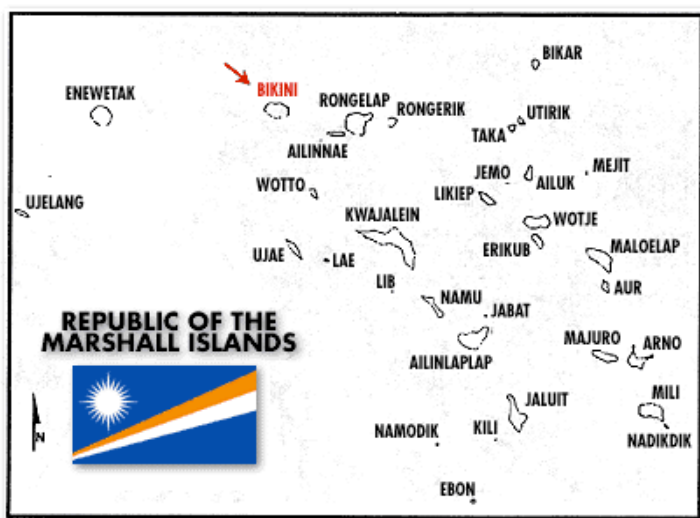 BIKAR
BIKINI
ENEWETAK
RONGELAP
RONGERIK
UTIRIK
TAKA
AILINNAE
JEMO
MEJIT
AILUK
WOTTO
LIKIEP
UJELANG
KWAJALEIN
WOTJE
ERIKUB
MALOELAP
UJAE
LAE
LIB
AUR
NAMU
JABAT
REPUBLIC OF THE
MARSHALL ISLANDS
MAJURO
ARNO
AILINLAPLAP
JALUIT
MILI
KILI
NAMODIK
NADIKDIK
N
EBON